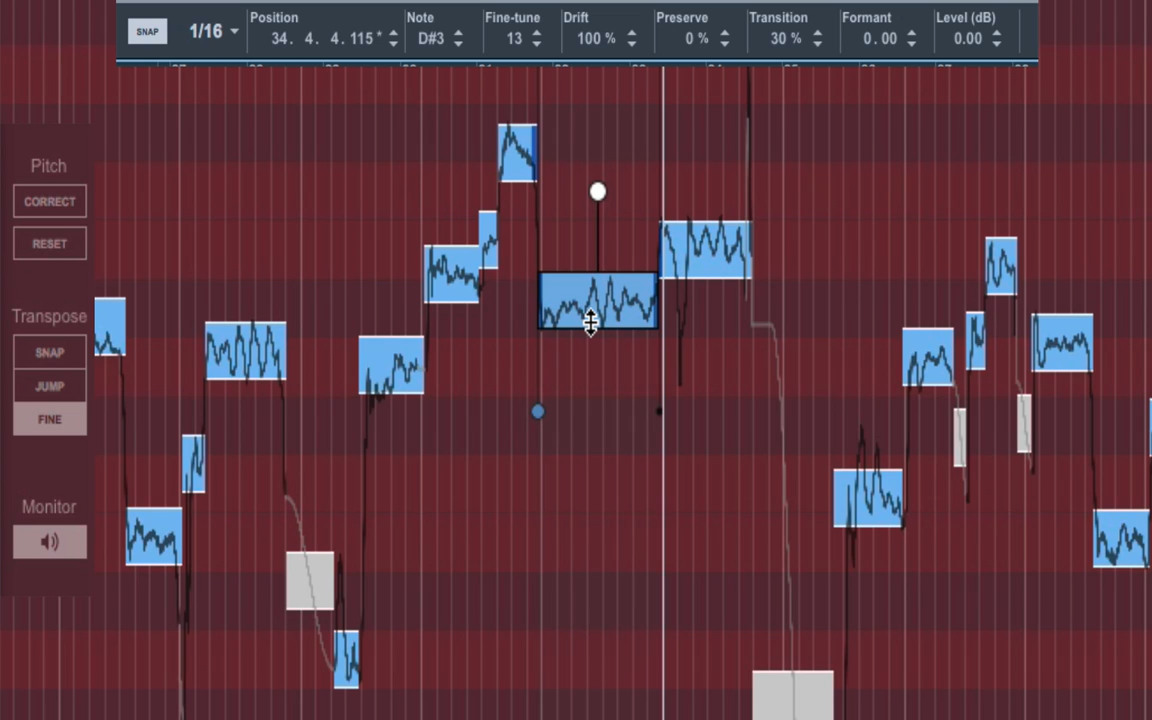 SNAP
1/16
Position
34. 4. 4.115*
Note
D#3
Fine-tune
13
Drift
100 %
Preserve
0 %
Transition
30 %
Formant
0.00
Level (dB)
0.00
Pitch
CORRECT
RESET
Transpose
SNAP
JUMP
FINE
Monitor